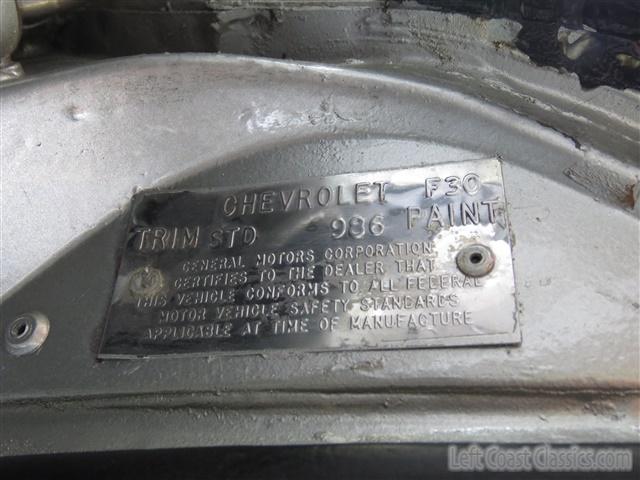 CHEVROLET F30
TRIM STD 986 PAINT
GENERAL MOTORS CORPORATION
CERTIFIES TO THE DEALER THAT
THIS VEHICLE CONFORMS TO ALL FEDERAL
MOTOR VEHICLE SAFETY STANDARDS
APPLICABLE AT TIME OF MANUFACTURE
Left Coast Classics.com